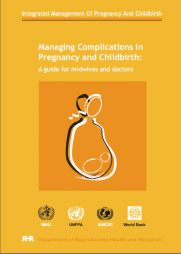 Integrated Management Of Pregnancy And Childbirth
Managing Complications in
Pregnancy and Childbirth:
A guide for midwives and doctors
WHO
UNFPA
UNICEF
World Bank
RHR
Department of Reproductive Health and Research